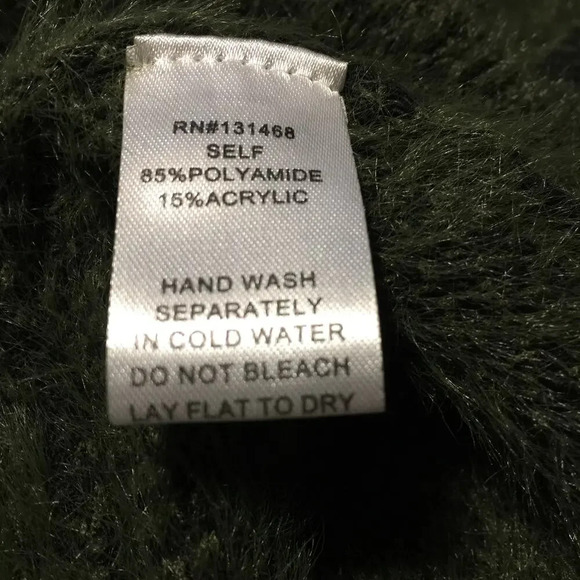 RN#131468
SELF
85%POLYAMIDE
15%ACRYLIC
HAND WASH
SEPARATELY
IN COLD WATER
DO NOT BLEACH
LAY FLAT TO DRY